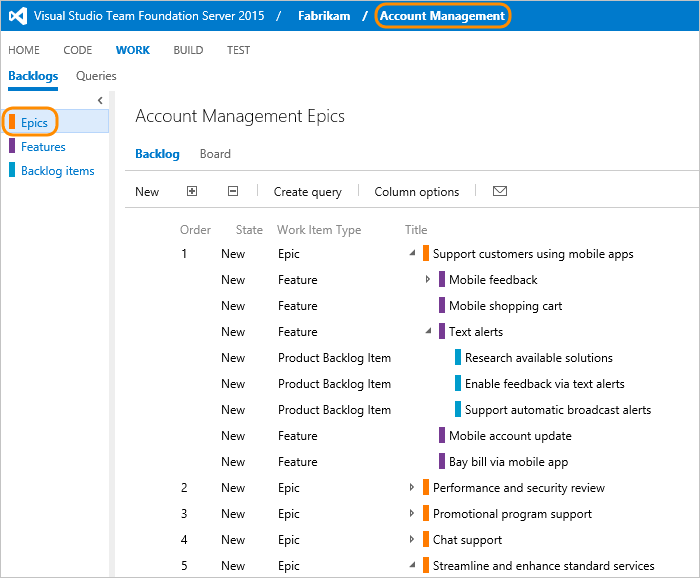 Visual Studio Team Foundation Server 2015 / Fabrikam / Account Management
HOME CODE WORK BUILD TEST
Backlogs Queries
Epics
Features
Backlog items
Account Management Epics
Backlog Board
New Create query Column options
Order State Work Item Type Title
1 New Epic Support customers using mobile apps
New Feature Mobile feedback
New Feature Mobile shopping cart
New Feature Text alerts
New Product Backlog Item Research available solutions
New Product Backlog Item Enable feedback via text alerts
New Product Backlog Item Support automatic broadcast alerts
New Feature Mobile account update
New Feature Bay bill via mobile app
2 New Epic Performance and security review
3 New Epic Promotional program support
4 New Epic Chat support
5 New Epic Streamline and enhance standard services